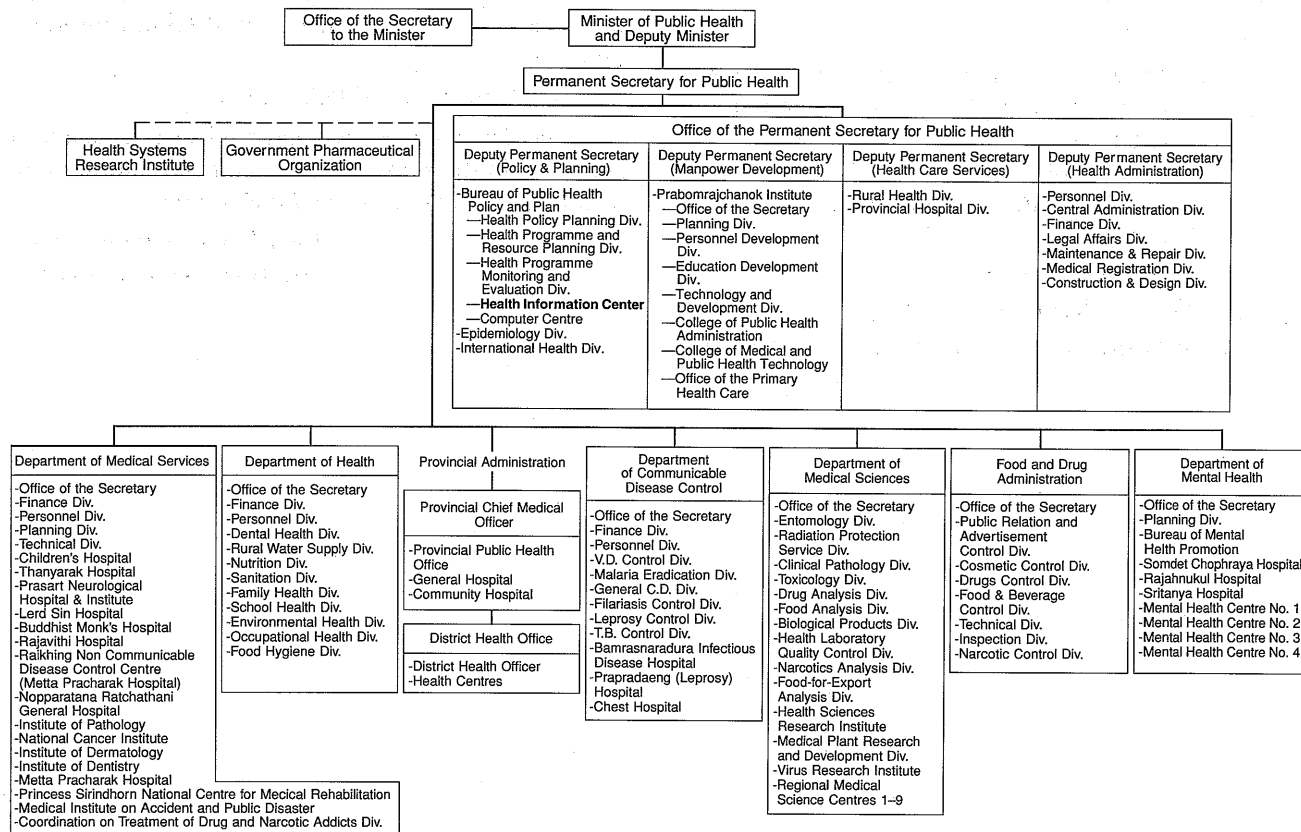 Office of the Secretary
to the Minister
Minister of Public Health
and Deputy Minister
Permanent Secretary for Public Health
Health Systems
Research Institute
Government Pharmaceutical
Organization
Office of the Permanent Secretary for Public Health
Deputy Permanent Secretary
(Policy & Planning)
-Bureau of Public Health
Policy and Plan
—Health Policy Planning Div.
—Health Programme and
Resource Planning Div.
—Health Programme
Monitoring and
Evaluation Div.
—Health Information Center
—Computer Centre
-Epidemiology Div.
-International Health Div.
Deputy Permanent Secretary
(Manpower Development)
-Prabomrajchanok Institute
—Office of the Secretary
—Planning Div.
—Personnel Development
Div.
—Education Development
Div.
—Technology and
Development Div.
—College of Public Health
Administration
—College of Medical and
Public Health Technology
—Office of the Primary
Health Care
Deputy Permanent Secretary
(Health Care Services)
-Rural Health Div.
-Provincial Hospital Div.
Deputy Permanent Secretary
(Health Administration)
-Personnel Div.
-Central Administration Div.
-Finance Div.
-Legal Affairs Div.
-Maintenance & Repair Div.
-Medical Registration Div.
-Construction & Design Div.
Department of Medical Services
-Office of the Secretary
-Finance Div.
-Personnel Div.
-Planning Div.
-Technical Div.
-Children's Hospital
-Thanyarak Hospital
-Prasart Neurological
Hospital & Institute
-Lerd Sin Hospital
-Buddhist Monk's Hospital
-Rajavithi Hospital
-Raikhing Non Communicable
Disease Control Centre
(Metta Pracharak Hospital)
-Nopparatana Ratchathani
General Hospital
-Institute of Pathology
-National Cancer Institute
-Institute of Dermatology
-Institute of Dentistry
-Metta Pracharak Hospital
-Princess Sirindhorn National Centre for Mecical Rehabilitation
-Medical Institute on Accident and Public Disaster
-Coordination on Treatment of Drug and Narcotic Addicts Div.
Department of Health
-Office of the Secretary
-Finance Div.
-Personnel Div.
-Dental Health Div.
-Rural Water Supply Div.
-Nutrition Div.
-Sanitation Div.
-Family Health Div.
-School Health Div.
-Environmental Health Div.
-Occupational Health Div.
-Food Hygiene Div.
Provincial Administration
Provincial Chief Medical
Officer
-Provincial Public Health
Office
-General Hospital
-Community Hospital
District Health Office
-District Health Officer
-Health Centres
Department
of Communicable
Disease Control
-Office of the Secretary
-Finance Div.
-Personnel Div.
-V.D. Control Div.
-Malaria Eradication Div.
-General C.D. Div.
-Filariasis Control Div.
-Leprosy Control Div.
-T.B. Control Div.
-Bamrasnaradura Infectious
Disease Hospital
-Prapradaeng (Leprosy)
Hospital
-Chest Hospital
Department of
Medical Sciences
-Office of the Secretary
-Entomology Div.
-Radiation Protection
Service Div.
-Clinical Pathology Div.
-Toxicology Div.
-Drug Analysis Div.
-Food Analysis Div.
-Biological Products Div.
-Health Laboratory
Quality Control Div.
-Narcotics Analysis Div.
-Food-for-Export
Analysis Div.
-Health Sciences
Research Institute
-Medical Plant Research
and Development Div.
-Virus Research Institute
-Regional Medical
Science Centres 1–9
Food and Drug
Administration
-Office of the Secretary
-Public Relation and
Advertisement
Control Div.
-Cosmetic Control Div.
-Drugs Control Div.
-Food & Beverage
Control Div.
-Technical Div.
-Inspection Div.
-Narcotic Control Div.
Department of
Mental Health
-Office of the Secretary
-Planning Div.
-Bureau of Mental
Helth Promotion
-Somdet Chophraya Hospital
-Rajahnukul Hospital
-Sritanya Hospital
-Mental Health Centre No. 1
-Mental Health Centre No. 2
-Mental Health Centre No. 3
-Mental Health Centre No. 4